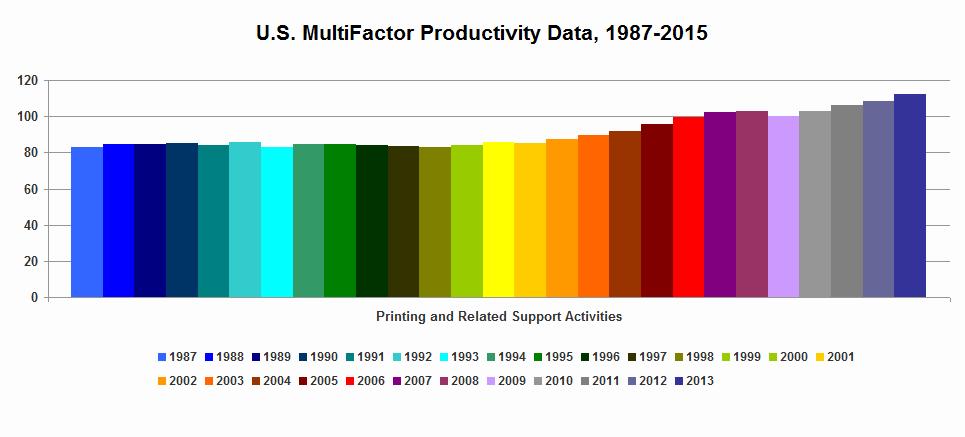 U.S. MultiFactor Productivity Data, 1987-2015
120
100
80
60
40
20
0
Printing and Related Support Activities
1987 1988 1989 1990 1991 1992 1993 1994 1995 1996 1997 1998 1999 2000 2001
2002 2003 2004 2005 2006 2007 2008 2009 2010 2011 2012 2013